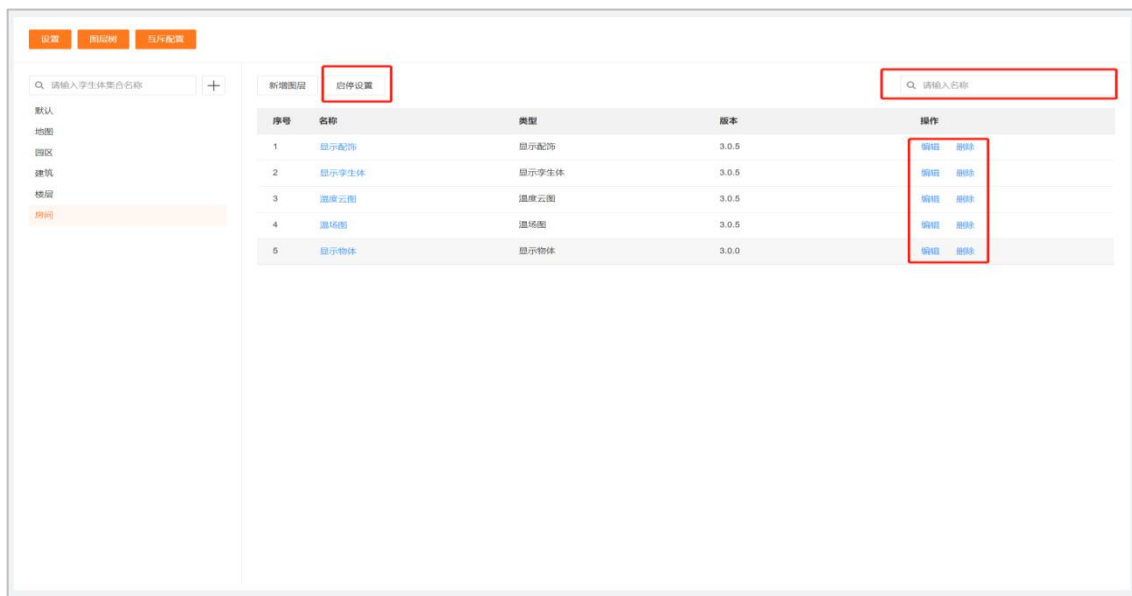 设置 图层树 互斥配置
请输入孪生体集合名称
默认
地图
园区
建筑
楼层
房间
新增图层 启停设置 请输入名称
序号 名称 类型 版本 操作
1 显示配饰 显示配饰 3.0.5 编辑 删除
2 显示孪生体 显示孪生体 3.0.5 编辑 删除
3 温度云图 温度云图 3.0.5 编辑 删除
4 温场图 温场图 3.0.5 编辑 删除
5 显示物体 显示物体 3.0.0 编辑 删除